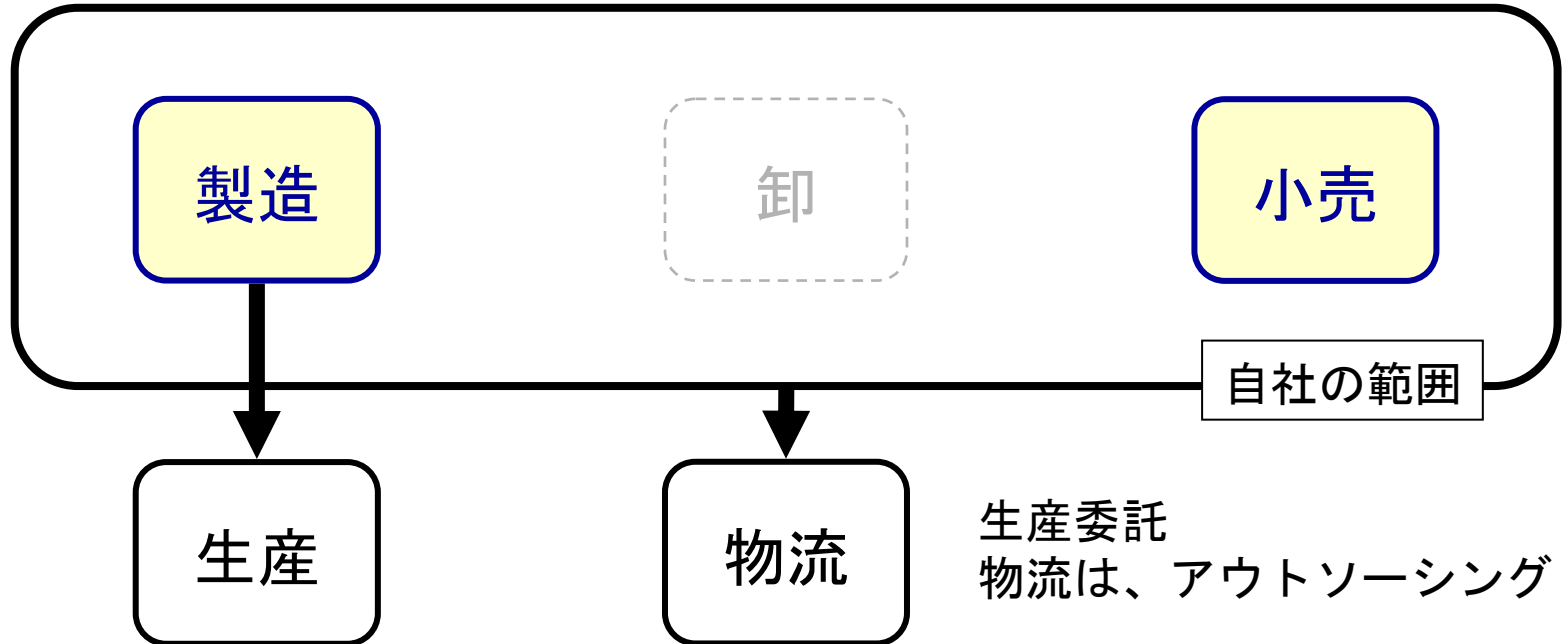 製造
卸
小売
自社の範囲
生産
物流
生産委託
物流は、アウトソーシング